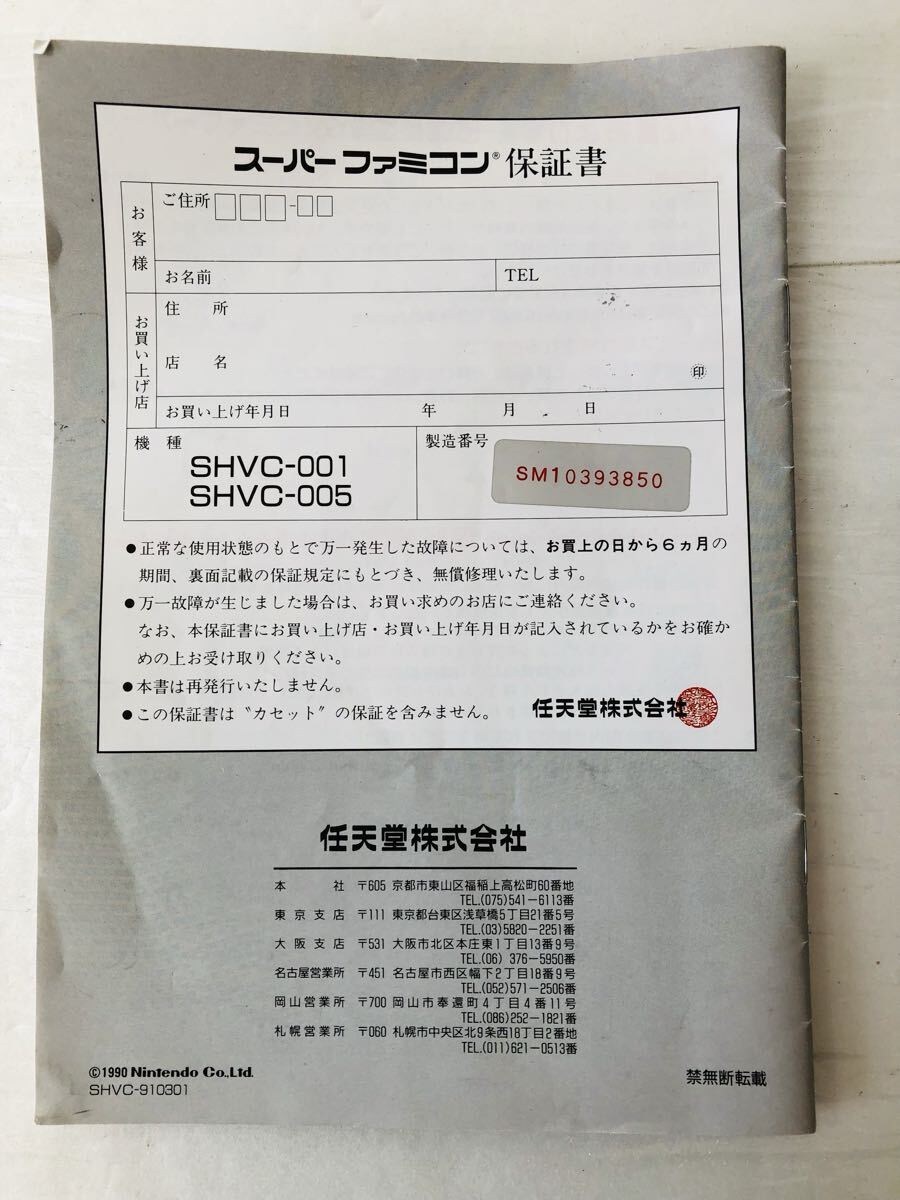 スーパーファミコン® 保証書
お客様
ご住所 □□□-□□
お名前
TEL
お買い上げ店
住　所
店　名
印
お買い上げ年月日　年　月　日
機種
SHVC-001
SHVC-005
製造番号
SM10393850
●正常な使用状態のもとで万一発生した故障については、お買上の日から6ヵ月の
期間、裏面記載の保証規定にもとづき、無償修理いたします。
●万一故障が生じました場合は、お買い求めのお店にご連絡ください。
なお、本保証書にお買い上げ店・お買い上げ年月日が記入されているかをお確か
めの上お受け取りください。
●本書は再発行いたしません。
●この保証書は〝カセット〟の保証を含みません。
任天堂株式会社
任天堂株式会社
本社 〒605 京都市東山区福稲上高松町60番地
TEL.(075)541-6113番
東京支店 〒111 東京都台東区浅草橋5丁目21番5号
TEL.(03)5820-2251番
大阪支店 〒531 大阪市北区本庄東1丁目13番9号
TEL.(06) 376-5950番
名古屋営業所 〒451 名古屋市西区幅下2丁目18番9号
TEL.(052)571-2506番
岡山営業所 〒700 岡山市奉還町4丁目4番11号
TEL.(086)252-1821番
札幌営業所 〒060 札幌市中央区北9条西18丁目2番地
TEL.(011)621-0513番
©1990 Nintendo Co.,Ltd.
SHVC-910301
禁無断転載